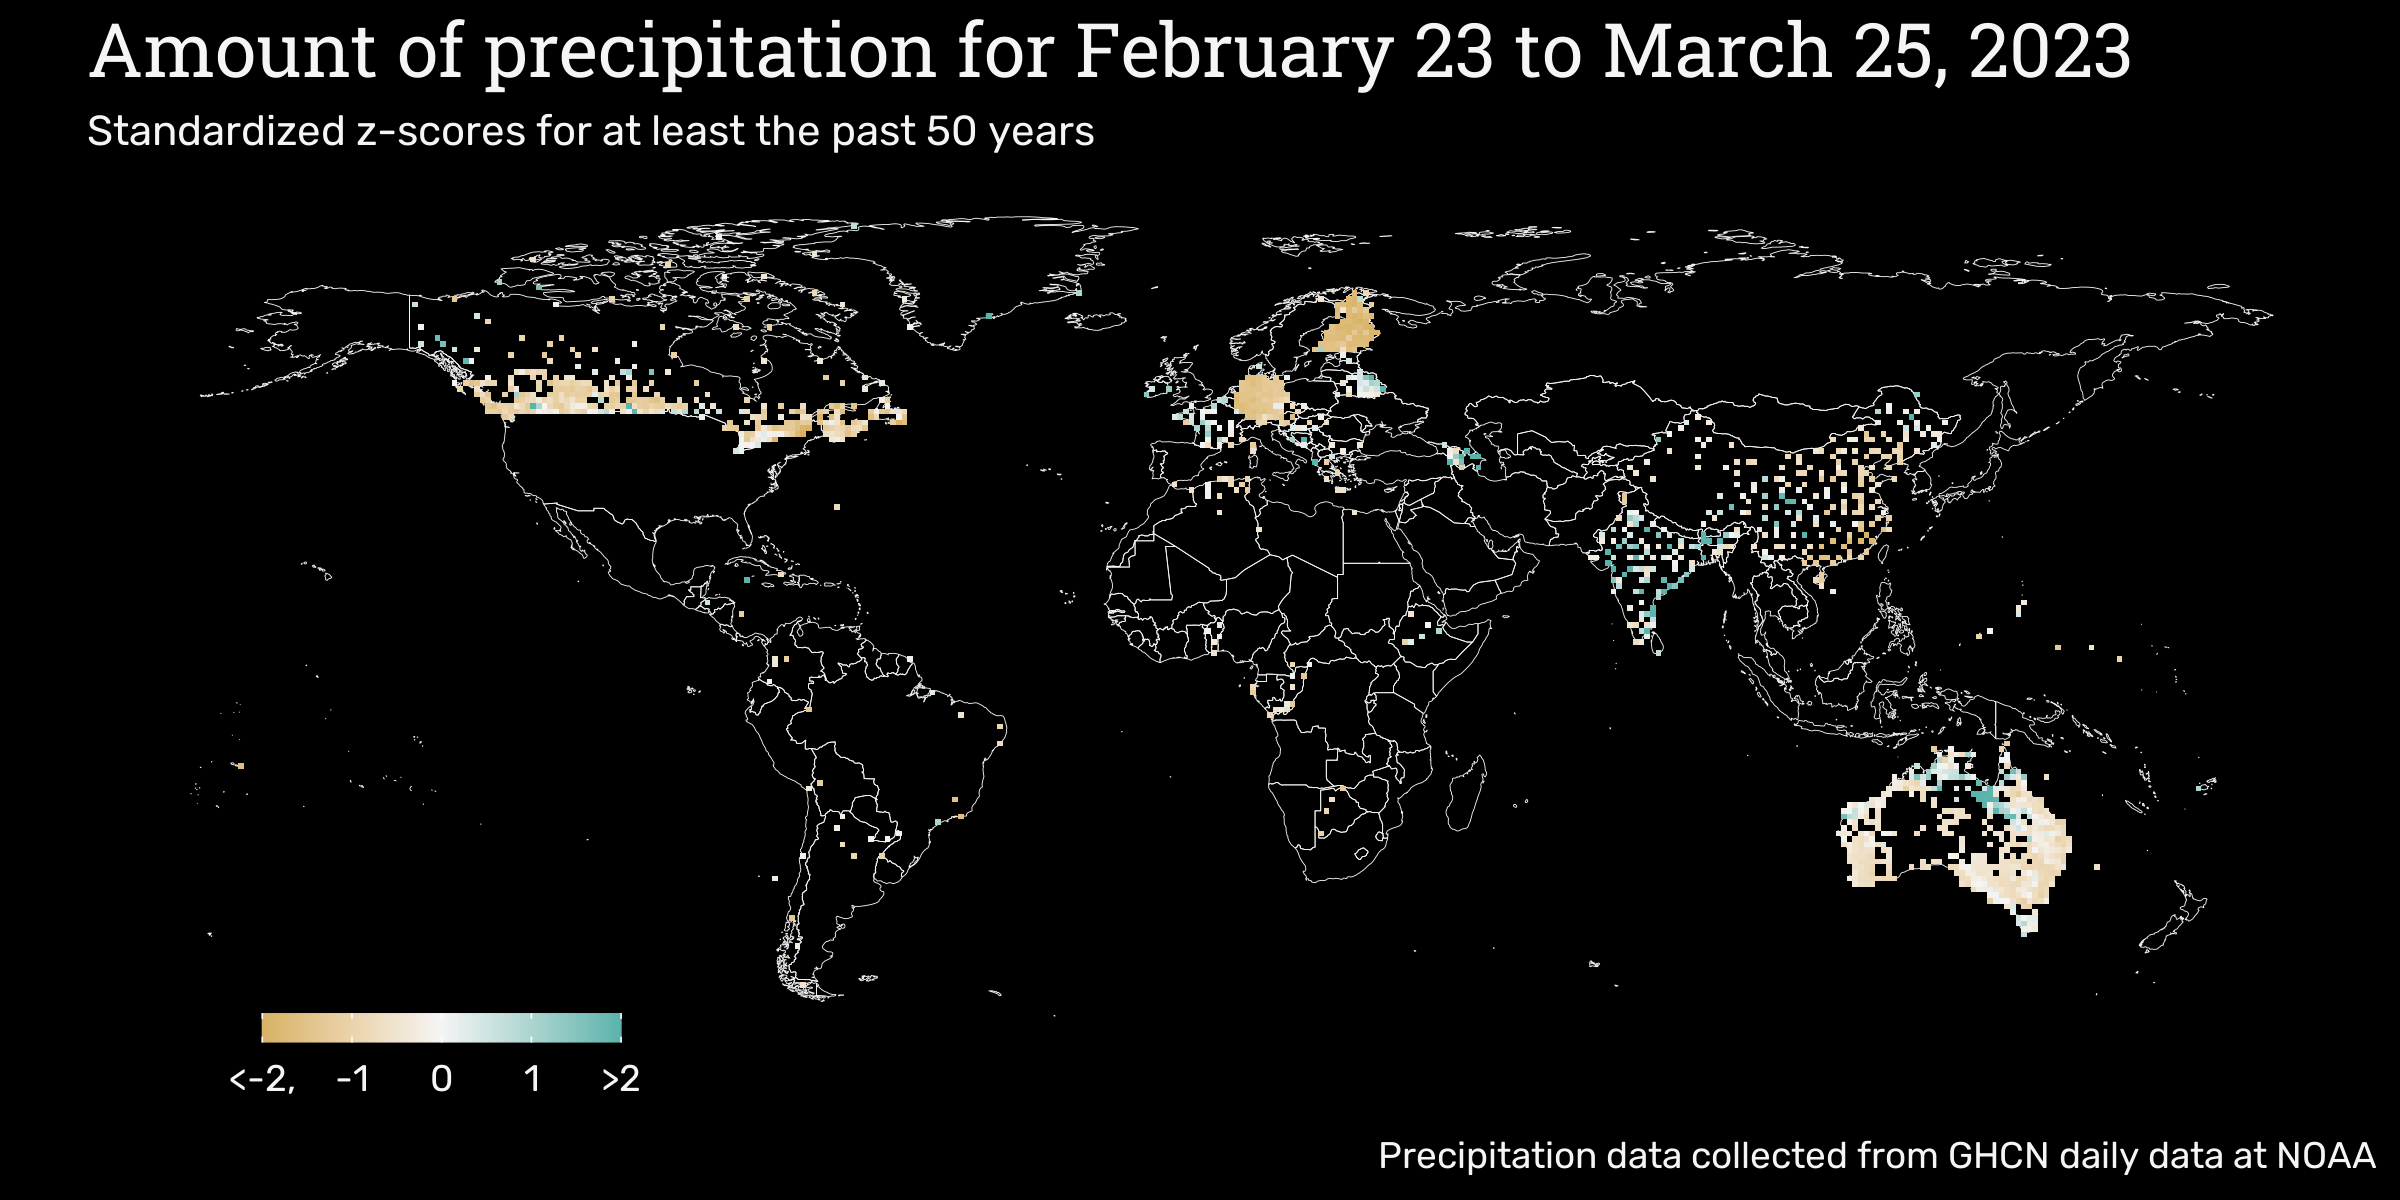 Amount of precipitation for February 23 to March 25, 2023
Standardized z-scores for at least the past 50 years
<-2, -1 0 1 >2
Precipitation data collected from GHCN daily data at NOAA